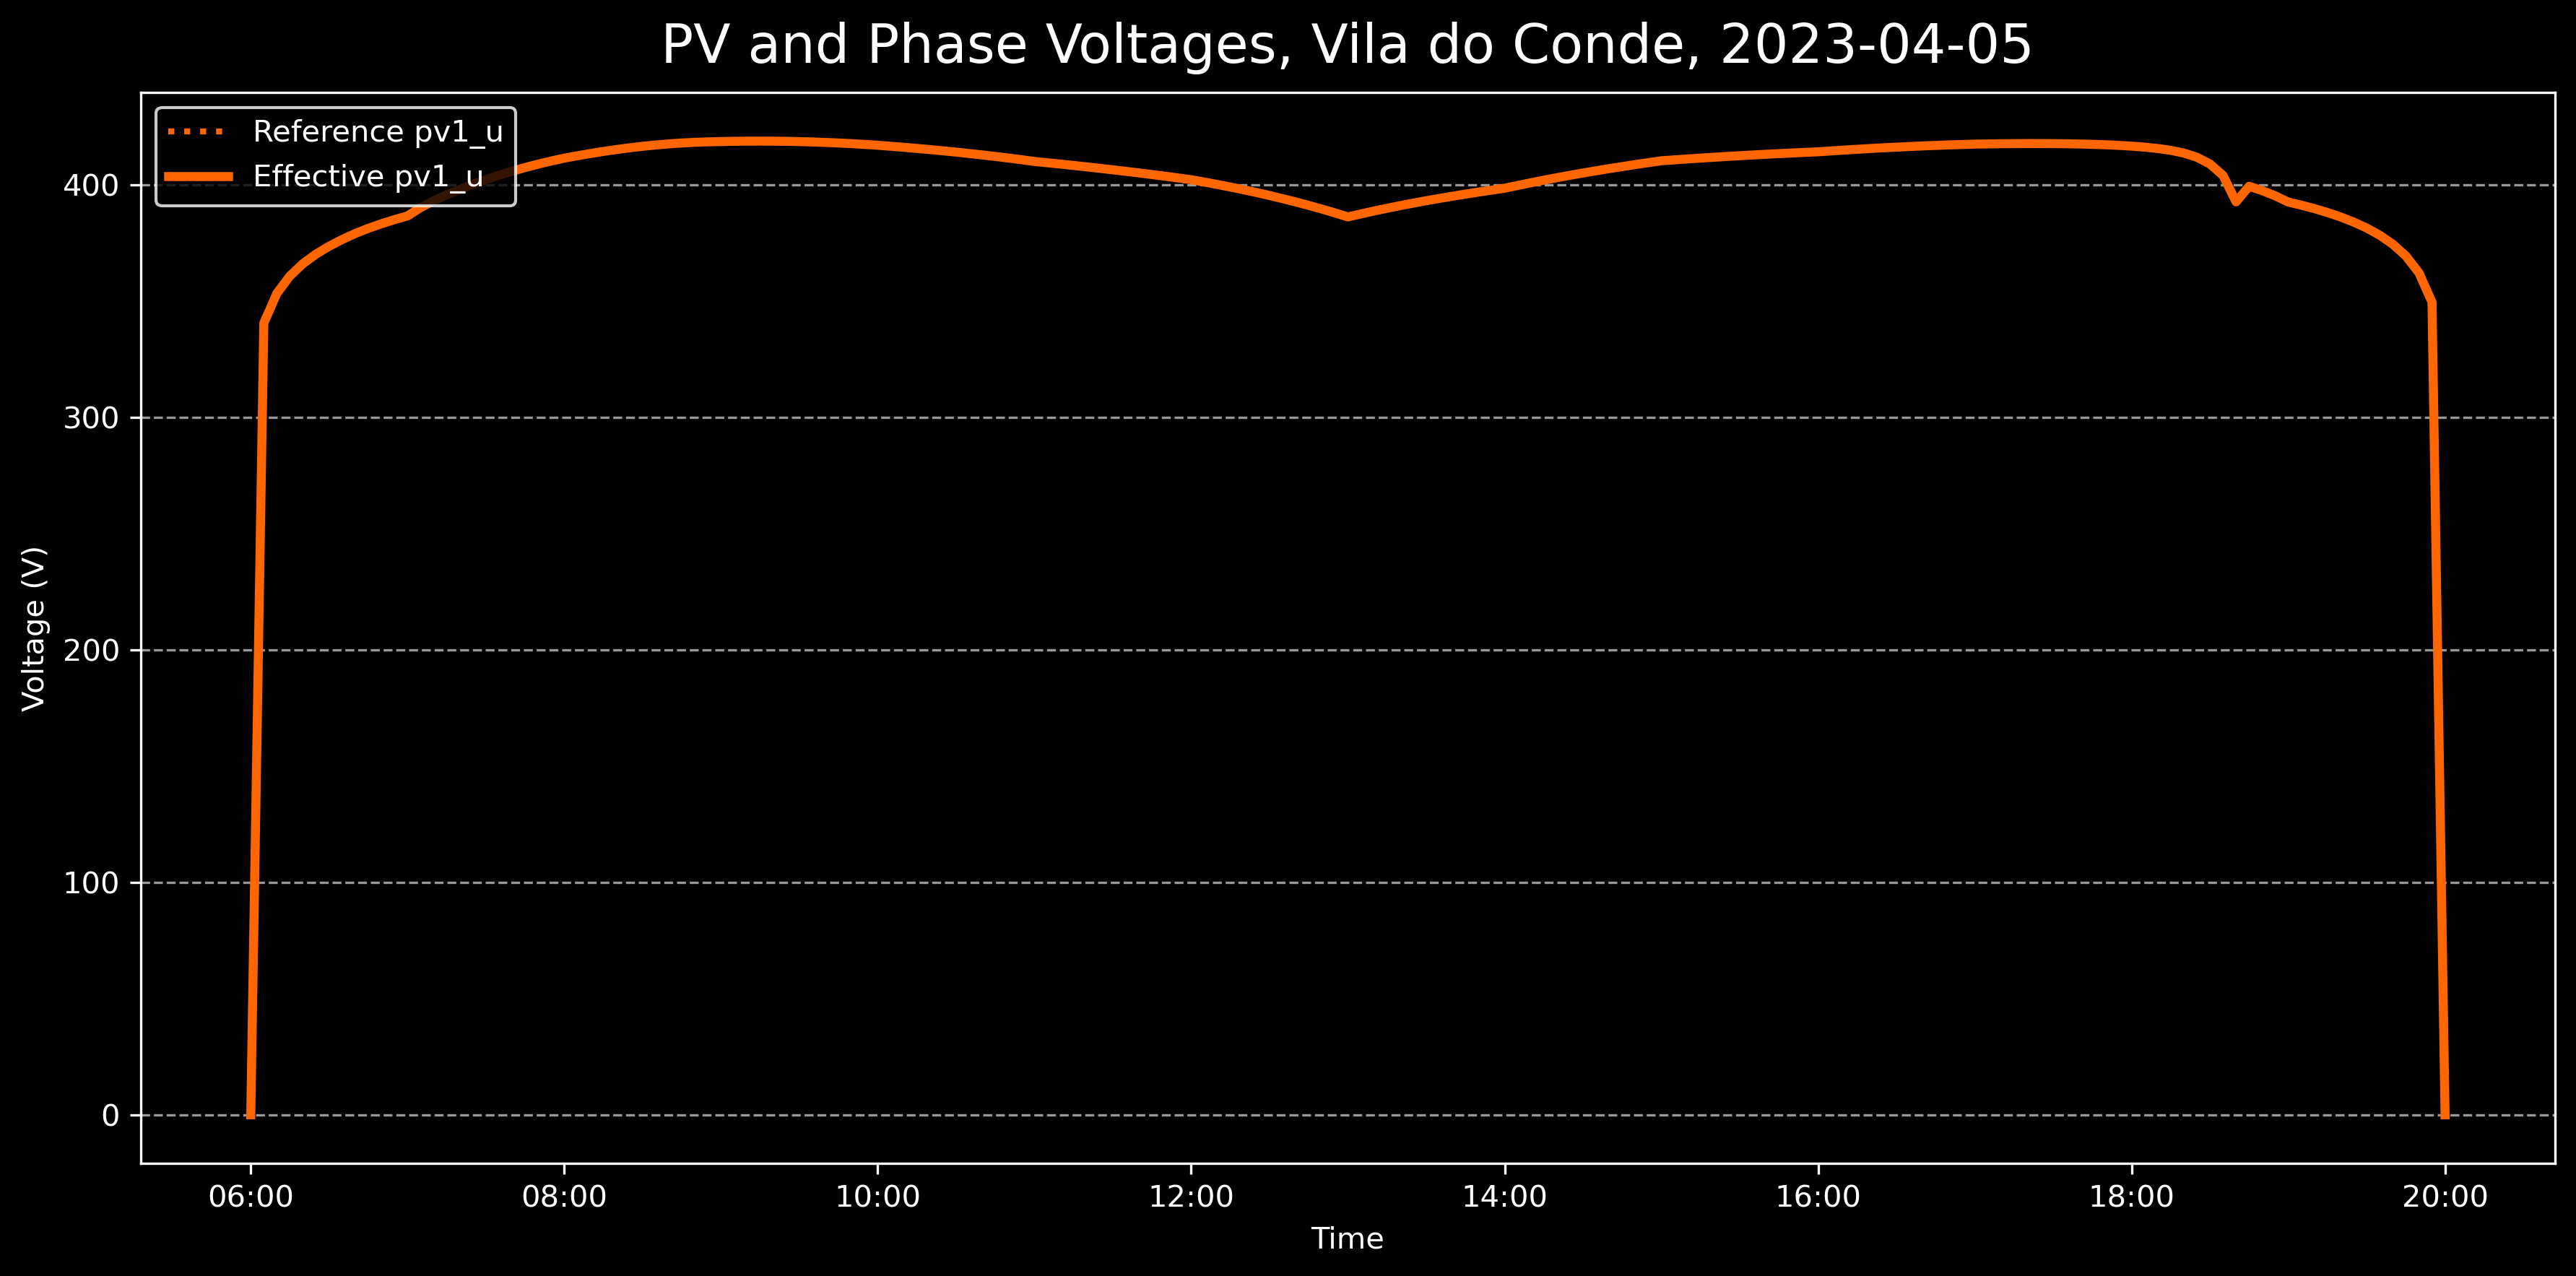 PV and Phase Voltages, Vila do Conde, 2023-04-05
Reference pv1_u
Effective pv1_u
400
300
200
100
0
Voltage (V)
06:00 08:00 10:00 12:00 14:00 16:00 18:00 20:00
Time